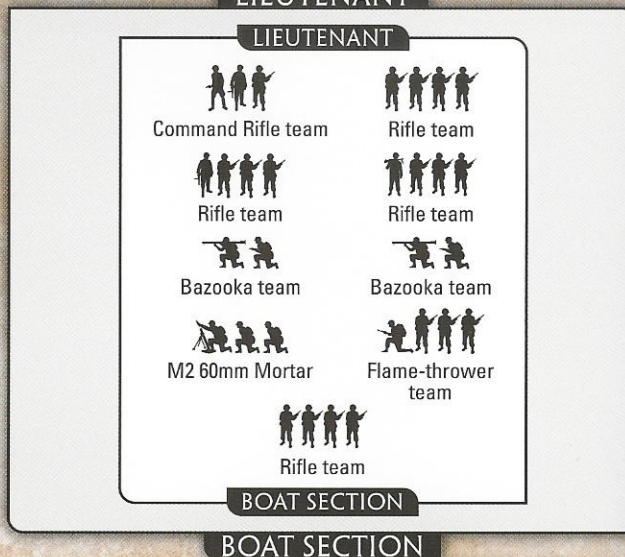 LIEUTENANT
LIEUTENANT
Command Rifle team
Rifle team
Rifle team
Rifle team
Bazooka team
Bazooka team
M2 60mm Mortar
Flame-thrower
team
Rifle team
BOAT SECTION
BOAT SECTION